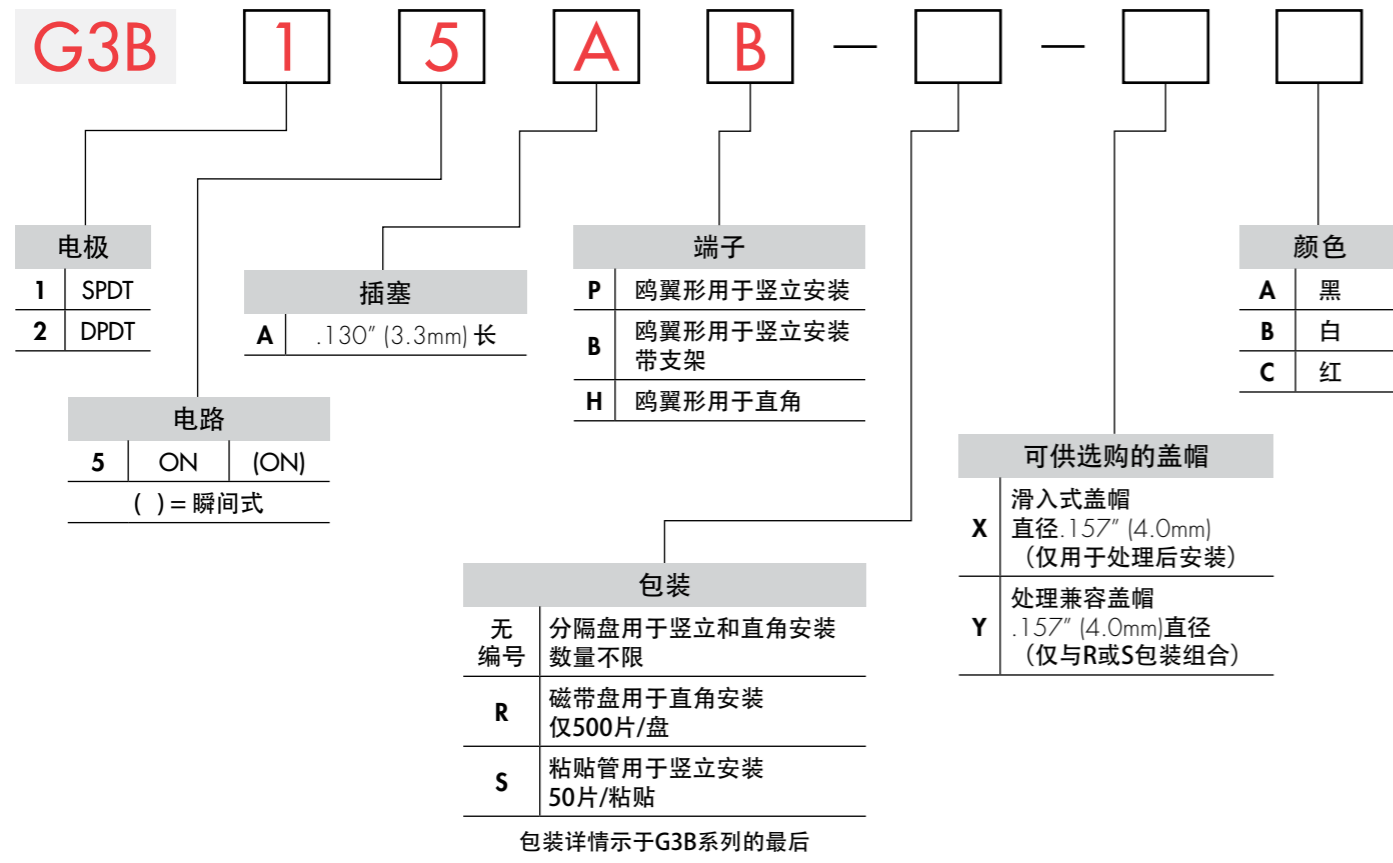 G3B 1 5 A B — —
电极
1 SPDT
2 DPDT
电路
5 ON (ON)
( ) = 瞬间式
插塞
A .130" (3.3mm) 长
端子
P 鸥翼形用于竖立安装
B 鸥翼形用于竖立安装
带支架
H 鸥翼形用于直角
包装
无
编号
分隔盘用于竖立和直角安装
数量不限
R 磁带盘用于直角安装
仅500片/盘
S 粘贴管用于竖立安装
50片/粘贴
包装详情示于G3B系列的最后
可供选购的盖帽
X 滑入式盖帽
直径.157" (4.0mm)
(仅用于处理后安装)
Y 处理兼容盖帽
.157" (4.0mm)直径
(仅与R或S包装组合)
颜色
A 黑
B 白
C 红